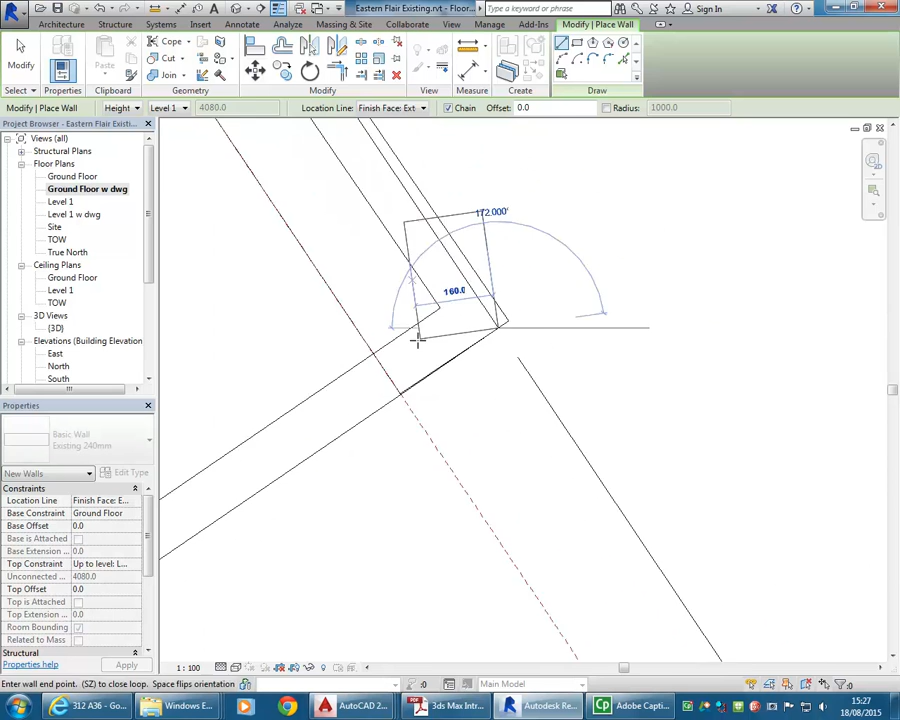 Eastern Flair Existing.rvt - Floor...
Type a keyword or phrase
Sign In
Architecture Structure Systems Insert Annotate Analyze Massing & Site Collaborate View Manage Add-Ins Modify | Place Wall
Modify
Paste
Cope
Cut
Join
Select Properties Clipboard Geometry Modify View Measure Create Draw
Modify | Place Wall Height Level 1 4080.0 Location Line: Finish Face: Ext Chain Offset: 0.0 Radius 1000.0
Project Browser - Eastern Flair Existi...
Views (all)
Structural Plans
Floor Plans
Ground Floor
Ground Floor w dwg
Level 1
Level 1 w dwg
Site
TOW
True North
Ceiling Plans
Ground Floor
Level 1
TOW
3D Views
{3D}
Elevations (Building Elevation
East
North
South
172.000°
160.0
Properties
Basic Wall
Existing 240mm
New Walls Edit Type
Constraints
Location Line Finish Face: E...
Base Constraint Ground Floor
Base Offset 0.0
Base is Attached
Base Extension ... 0.0
Top Constraint Up to level: L...
Unconnected ... 4080.0
Top Offset 0.0
Top is Attached
Top Extension ... 0.0
Room Bounding
Related to Mass
Structural
Properties help Apply
1 : 100
Enter wall end point. (SZ) to close loop. Space flips orientation :0 Main Model :0
312 A36 - Goo... Windows E... AutoCAD 2... 3ds Max Intr... Autodesk Re... Adobe Capti...
15:27
18/08/2015